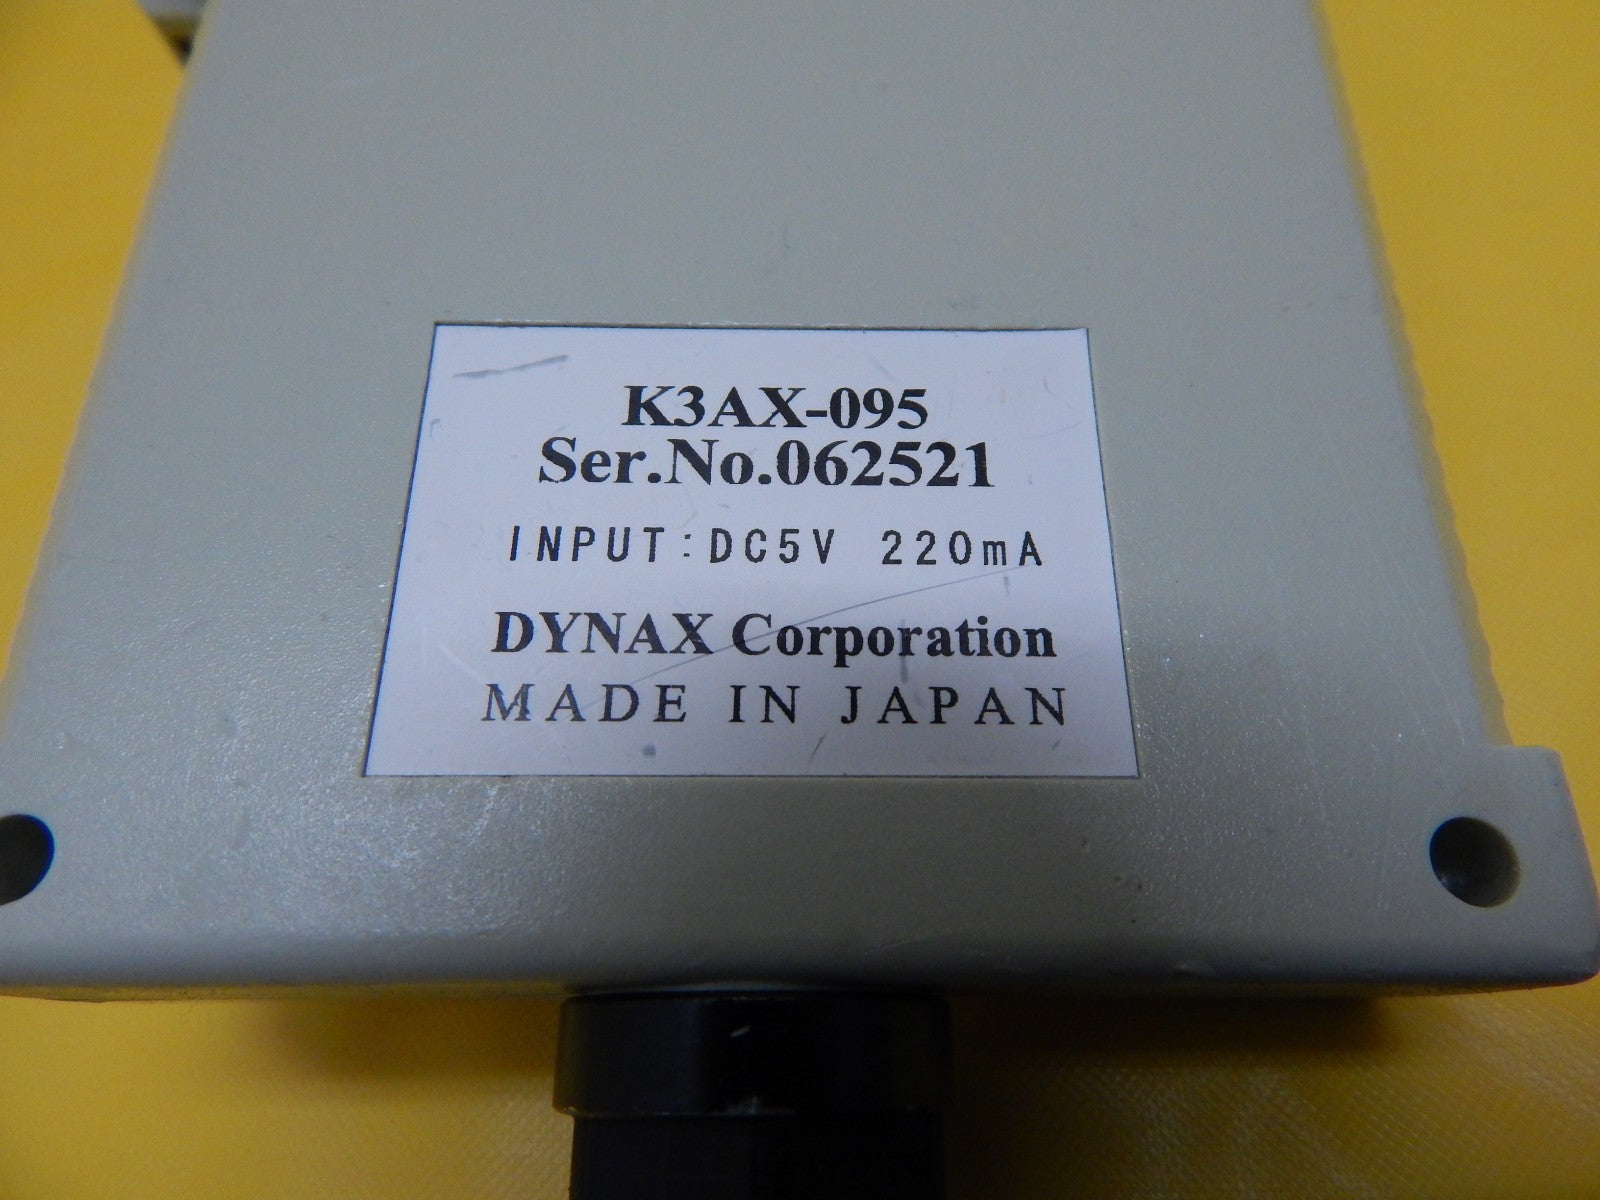 K3AX-095
Ser.No.062521
INPUT:DC5V 220mA
DYNAX Corporation
MADE IN JAPAN